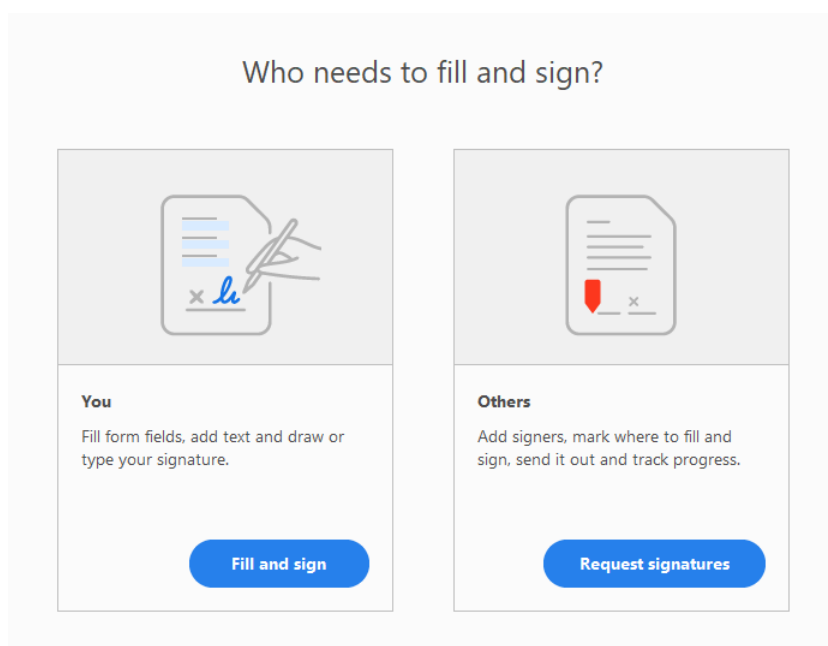 Who needs to fill and sign?
You
Fill form fields, add text and draw or
type your signature.
Fill and sign
Others
Add signers, mark where to fill and
sign, send it out and track progress.
Request signatures